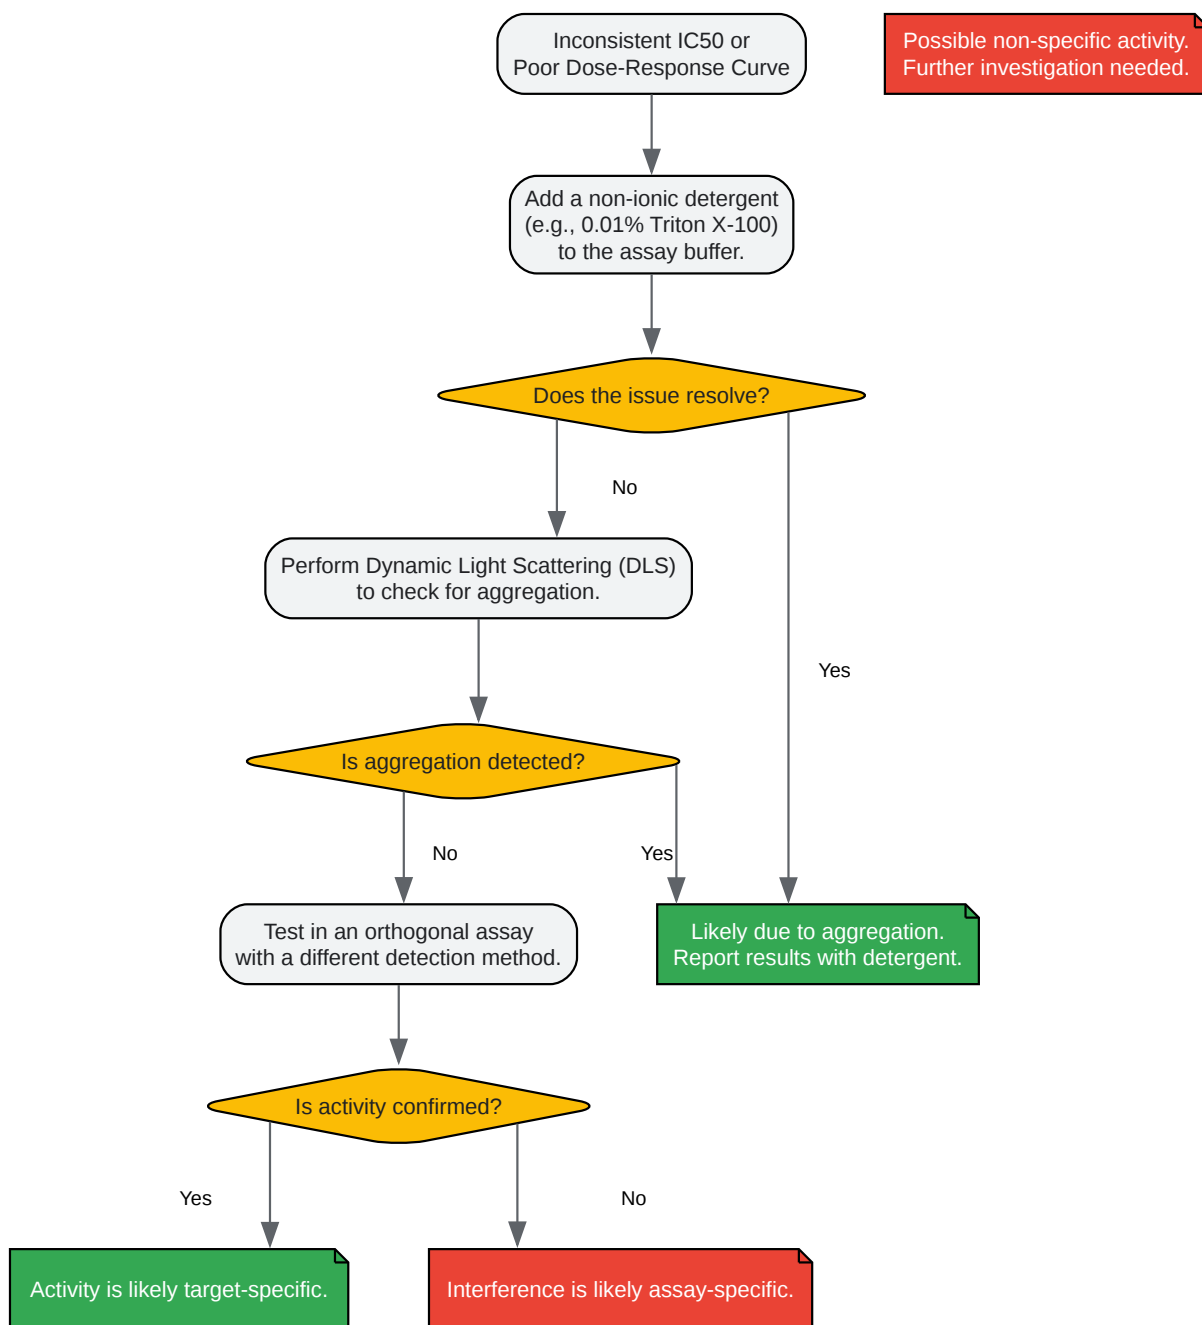 Inconsistent IC50 or
Poor Dose-Response Curve
Possible non-specific activity.
Further investigation needed.
Add a non-ionic detergent
(e.g., 0.01% Triton X-100)
to the assay buffer.
Does the issue resolve?
No
Perform Dynamic Light Scattering (DLS)
to check for aggregation.
Yes
Is aggregation detected?
No
Yes
Test in an orthogonal assay
with a different detection method.
Likely due to aggregation.
Report results with detergent.
Is activity confirmed?
Yes
No
Activity is likely target-specific.
Interference is likely assay-specific.